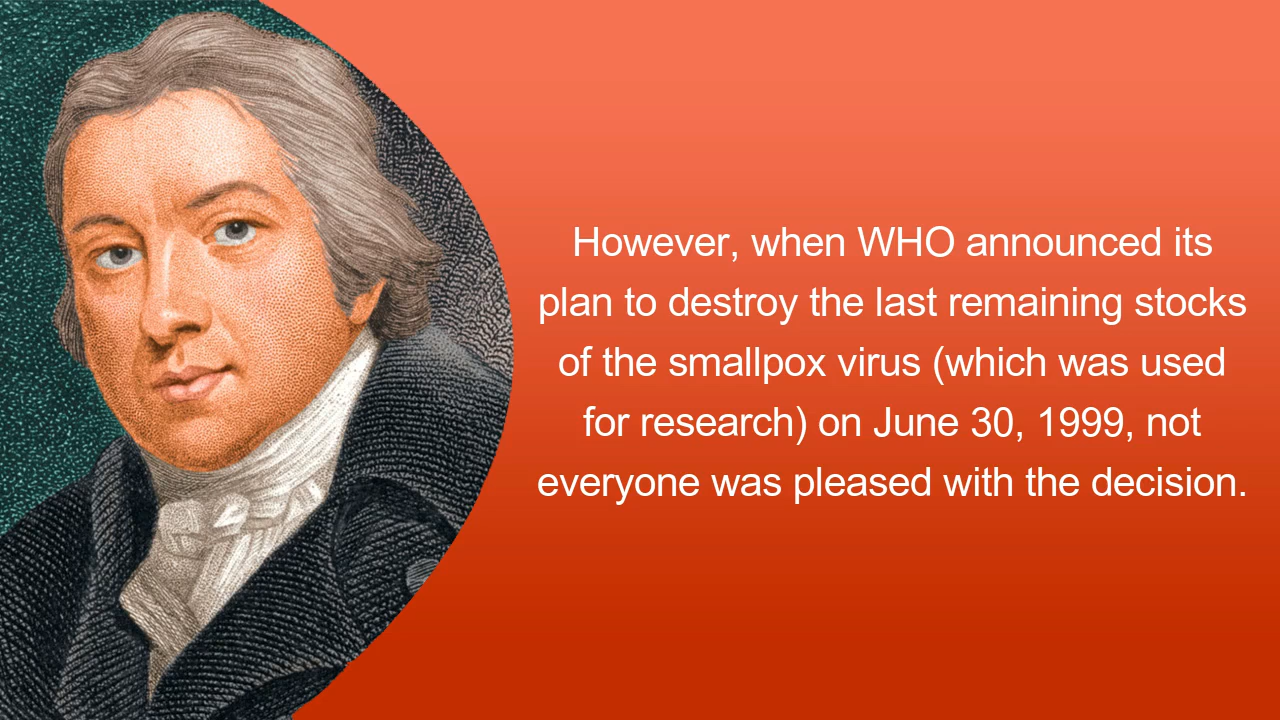 However, when WHO announced its
plan to destroy the last remaining stocks
of the smallpox virus (which was used
for research) on June 30, 1999, not
everyone was pleased with the decision.